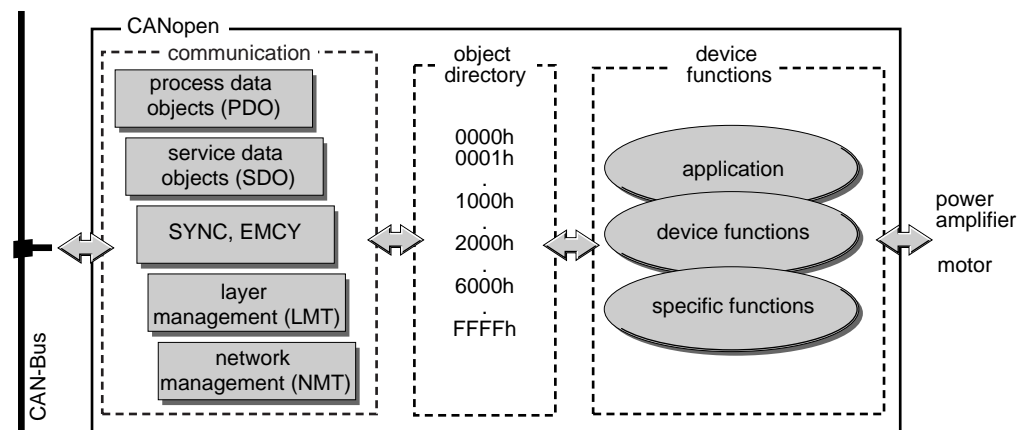 CANopen
communication
process data
objects (PDO)
service data
objects (SDO)
SYNC, EMCY
layer
management (LMT)
network
management (NMT)
CAN-Bus
object
directory
0000h
0001h
.
1000h
.
2000h
.
6000h
.
FFFFh
device
functions
application
device functions
specific functions
power
amplifier
motor